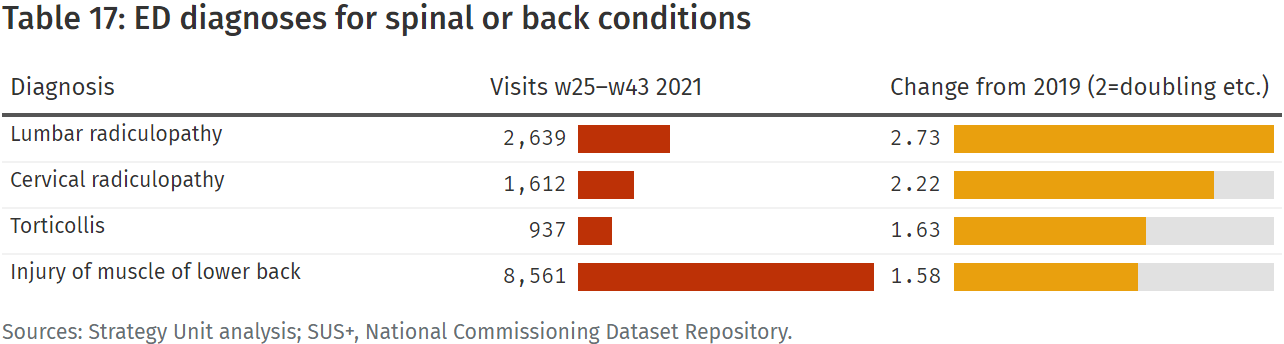 Table 17: ED diagnoses for spinal or back conditions
Diagnosis Visits w25–w43 2021 Change from 2019 (2=doubling etc.)
Lumbar radiculopathy 2,639 2.73
Cervical radiculopathy 1,612 2.22
Torticollis 937 1.63
Injury of muscle of lower back 8,561 1.58
Sources: Strategy Unit analysis; SUS+, National Commissioning Dataset Repository.